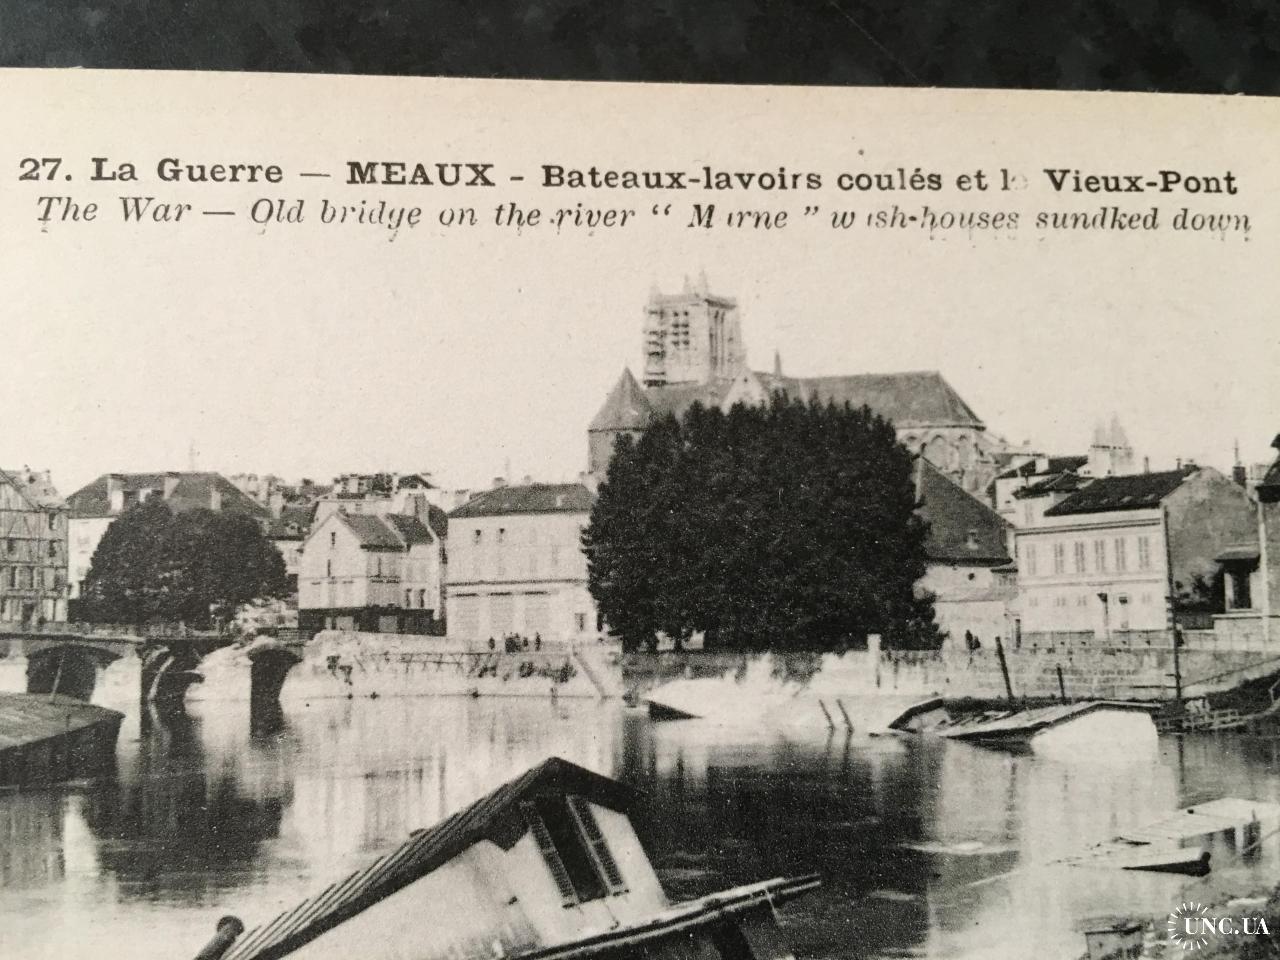 27. La Guerre — MEAUX - Bateaux-lavoirs coulés et le Vieux-Pont
The War — Old bridge on the river “ Marne ” wash-houses sundked down
UNC.UA